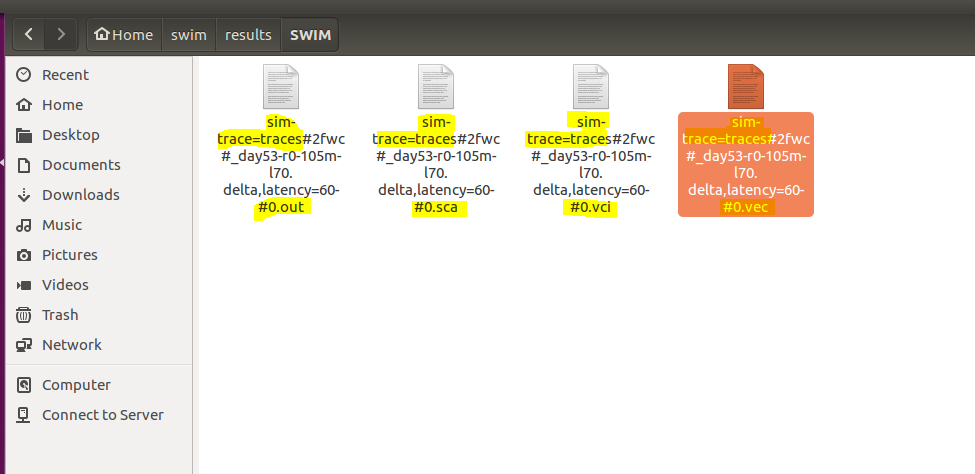 Home swim results SWIM
Recent
Home
Desktop
Documents
Downloads
Music
Pictures
Videos
Trash
Network
Computer
Connect to Server
sim-
trace=traces#2fwc
#_day53-r0-105m-
l70.
delta,latency=60-
#0.out
sim-
trace=traces#2fwc
#_day53-r0-105m-
l70.
delta,latency=60-
#0.sca
sim-
trace=traces#2fwc
#_day53-r0-105m-
l70.
delta,latency=60-
#0.vci
sim-
trace=traces#2fwc
#_day53-r0-105m-
l70.
delta,latency=60-
#0.vec